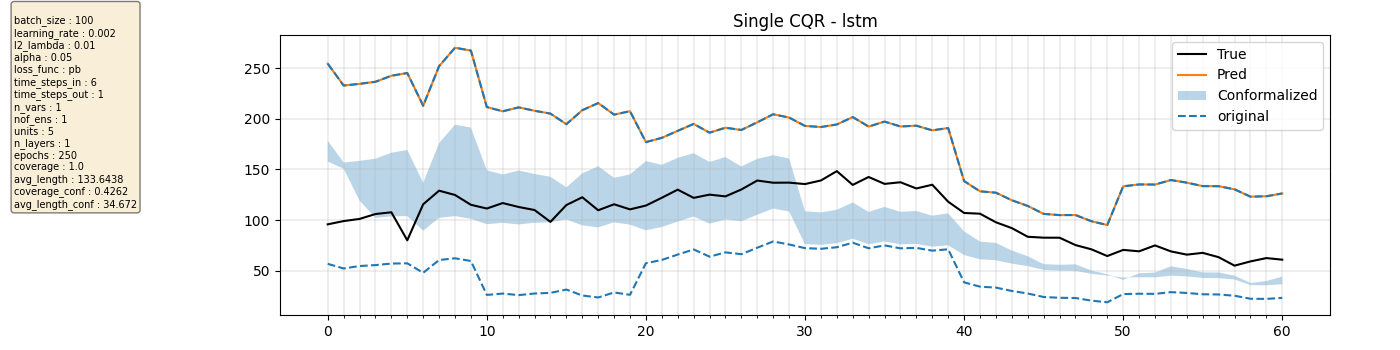 batch_size : 100
learning_rate : 0.002
l2_lambda : 0.01
alpha : 0.05
loss_func : pb
time_steps_in : 6
time_steps_out : 1
n_vars : 1
nof_ens : 1
units : 5
n_layers : 1
epochs : 250
coverage : 1.0
avg_length : 133.6438
coverage_conf : 0.4262
avg_length_conf : 34.672
Single CQR - lstm
True
Pred
Conformalized
original
250
200
150
100
50
0 10 20 30 40 50 60